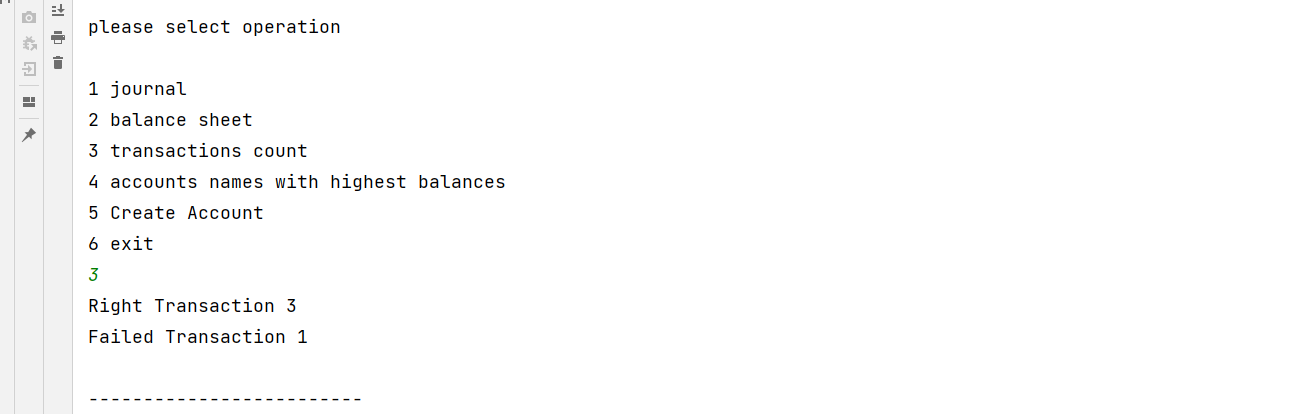 please select operation
1 journal
2 balance sheet
3 transactions count
4 accounts names with highest balances
5 Create Account
6 exit
3
Right Transaction 3
Failed Transaction 1
-------------------------